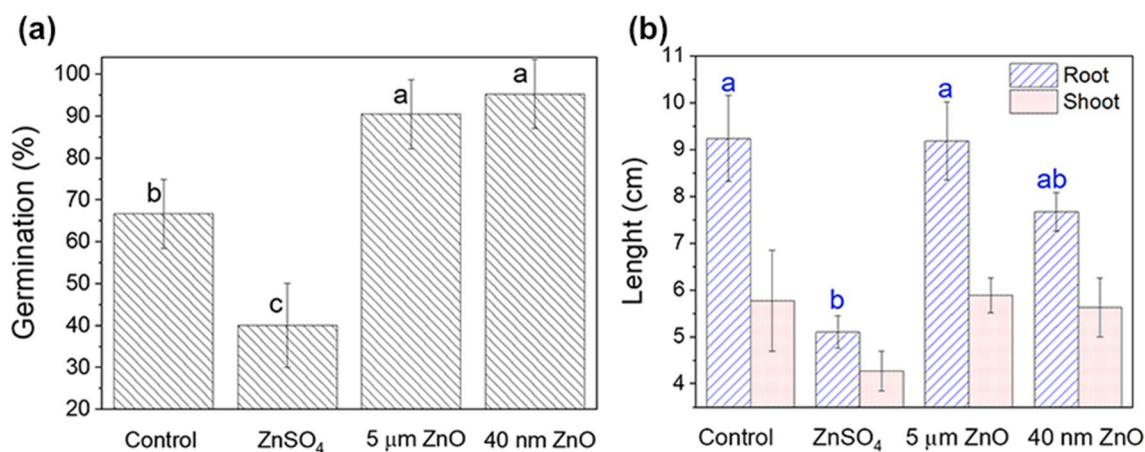 (a)
Germination (%)
100
90
80
70
60
50
40
30
20
b
c
a
a
Control
ZnSO₄
5 μm ZnO
40 nm ZnO
(b)
Lenght (cm)
11
10
9
8
7
6
5
4
Root
Shoot
a
b
a
ab
Control
ZnSO₄
5 μm ZnO
40 nm ZnO